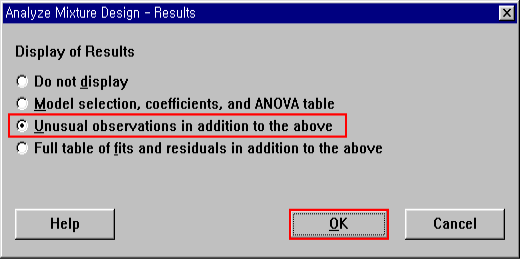 Analyze Mixture Design - Results
Display of Results
Do not display
Model selection, coefficients, and ANOVA table
Unusual observations in addition to the above
Full table of fits and residuals in addition to the above
Help OK Cancel